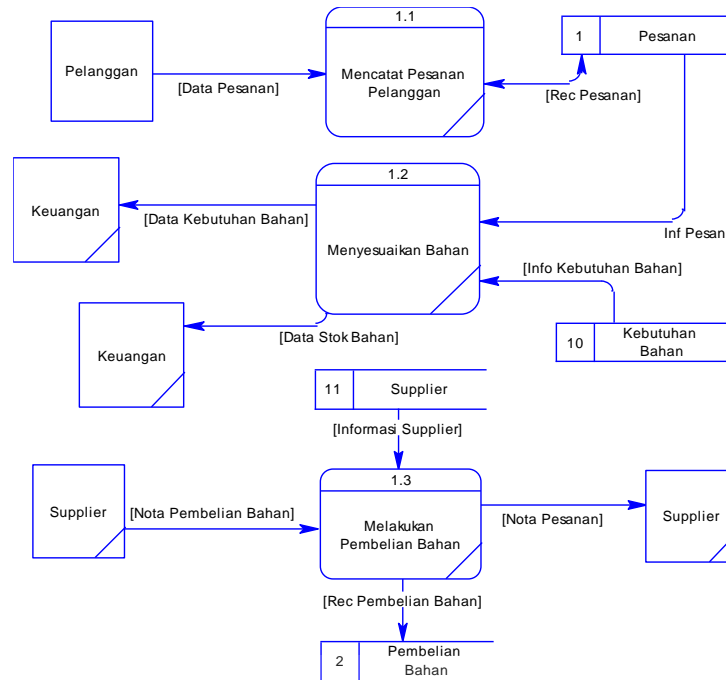 1.1
1
Pesanan
Pelanggan
Mencatat Pesanan
Pelanggan
[Data Pesanan]
[Rec Pesanan]
1.2
Keuangan
[Data Kebutuhan Bahan]
Menyesuaikan Bahan
Inf Pesan
[Info Kebutuhan Bahan]
[Data Stok Bahan]
Keuangan
10
Kebutuhan
Bahan
11
Supplier
[Informasi Supplier]
1.3
Supplier
[Nota Pembelian Bahan]
Melakukan
Pembelian Bahan
[Nota Pesanan]
Supplier
[Rec Pembelian Bahan]
2
Pembelian
Bahan